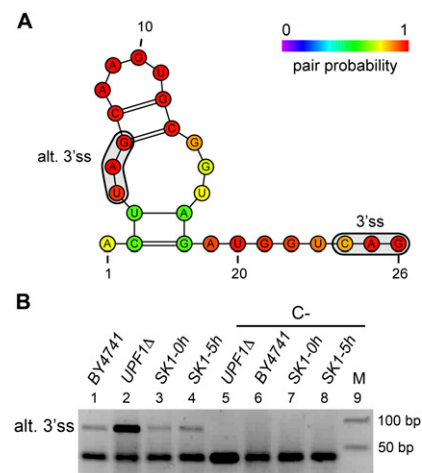 A
10
0 1
pair probability
A G
A U
C G
G C G
alt. 3'ss
A G
U U
U A
3'ss
A C G A U G G U C A G
1 20 26
B
C-
BY4741 UPF1Δ SK1-0h SK1-5h UPF1Δ BY4741 SK1-0h SK1-5h M
1 2 3 4 5 6 7 8 9
alt. 3'ss
100 bp
50 bp